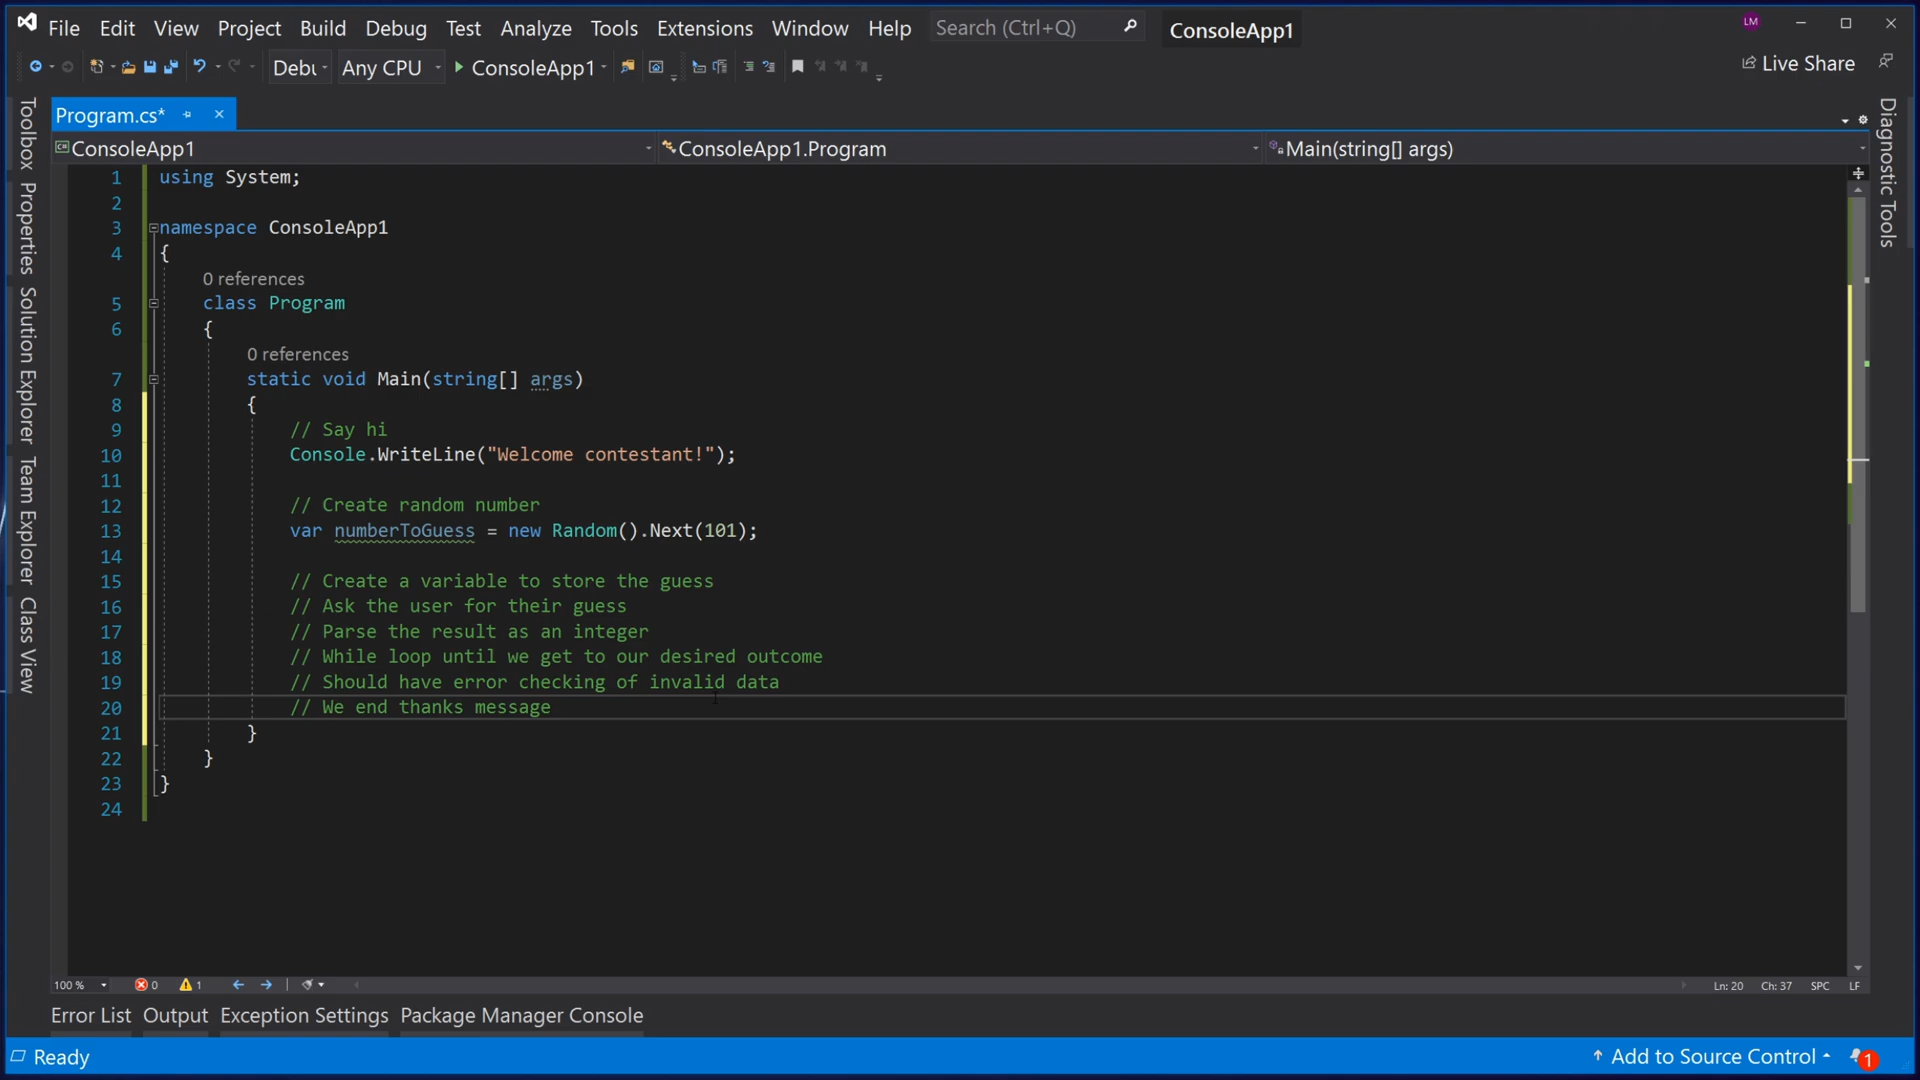 File Edit View Project Build Debug Test Analyze Tools Extensions Window Help Search (Ctrl+Q) ConsoleApp1 LM
Debu Any CPU ConsoleApp1 Live Share
Toolbox
Properties
Solution Explorer
Team Explorer
Class View
Program.cs*
ConsoleApp1 ConsoleApp1.Program Main(string[] args)
1 using System;
2
3 namespace ConsoleApp1
4 {
0 references
5 class Program
6 {
0 references
7 static void Main(string[] args)
8 {
9 // Say hi
10 Console.WriteLine("Welcome contestant!");
11
12 // Create random number
13 var numberToGuess = new Random().Next(101);
14
15 // Create a variable to store the guess
16 // Ask the user for their guess
17 // Parse the result as an integer
18 // While loop until we get to our desired outcome
19 // Should have error checking of invalid data
20 // We end thanks message
21 }
22 }
23 }
24
Diagnostic Tools
100 % 0 1 Ln: 20 Ch: 37 SPC LF
Error List Output Exception Settings Package Manager Console
Ready Add to Source Control 1